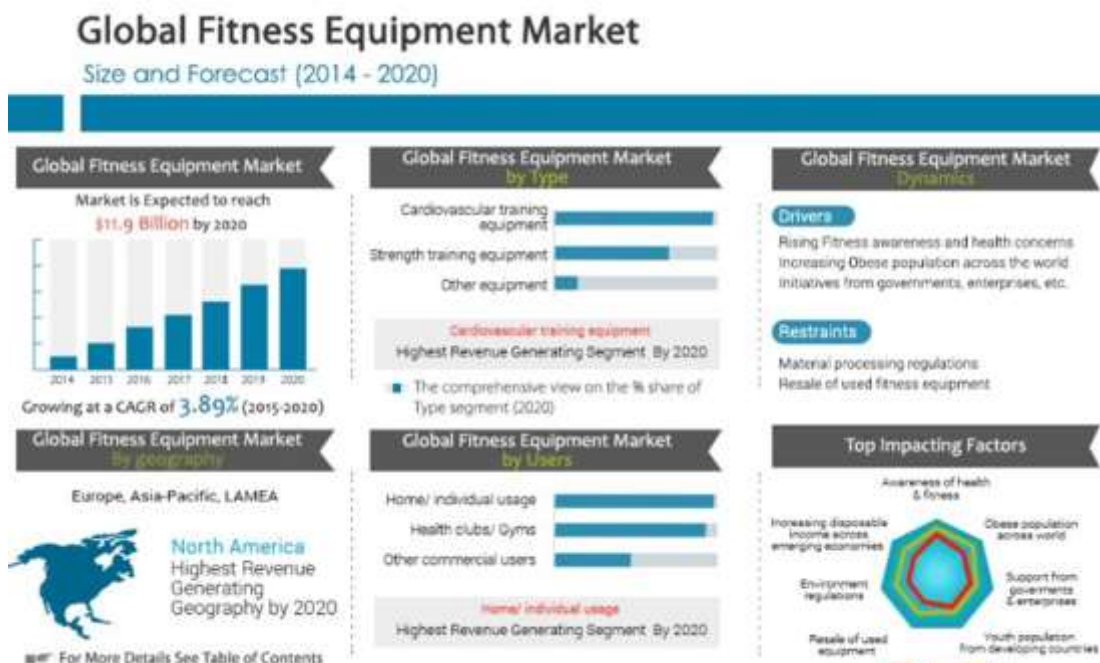 Global Fitness Equipment Market
Size and Forecast (2014 - 2020)
Global Fitness Equipment Market
Market is Expected to reach
$11.9 Billion by 2020
2014 2015 2016 2017 2018 2019 2020
Growing at a CAGR of 3.89% (2015-2020)
Global Fitness Equipment Market
by Type
Cardiovascular training
equipment
Strength training equipment
Other equipment
Cardiovascular training equipment
Highest Revenue Generating Segment By 2020
The comprehensive view on the % share of
Type segment (2020)
Global Fitness Equipment Market
Dynamics
Drivers
Rising Fitness awareness and health concerns
Increasing Obese population across the world
Initiatives from governments, enterprises, etc.
Restraints
Material processing regulations
Resale of used fitness equipment
Global Fitness Equipment Market
By geography
Europe, Asia-Pacific, LAMEA
North America
Highest Revenue
Generating
Geography by 2020
For More Details See Table of Contents
Global Fitness Equipment Market
by Users
Home/ individual usage
Health clubs/ Gyms
Other commercial users
Home/ individual usage
Highest Revenue Generating Segment By 2020
Top Impacting Factors
Awareness of health
& fitness
Increasing disposable
income across
emerging economies
Obese population
across world
Environment
regulations
Support from
goverments
& enterprises
Resale of used
equipment
Youth population
from developing countries